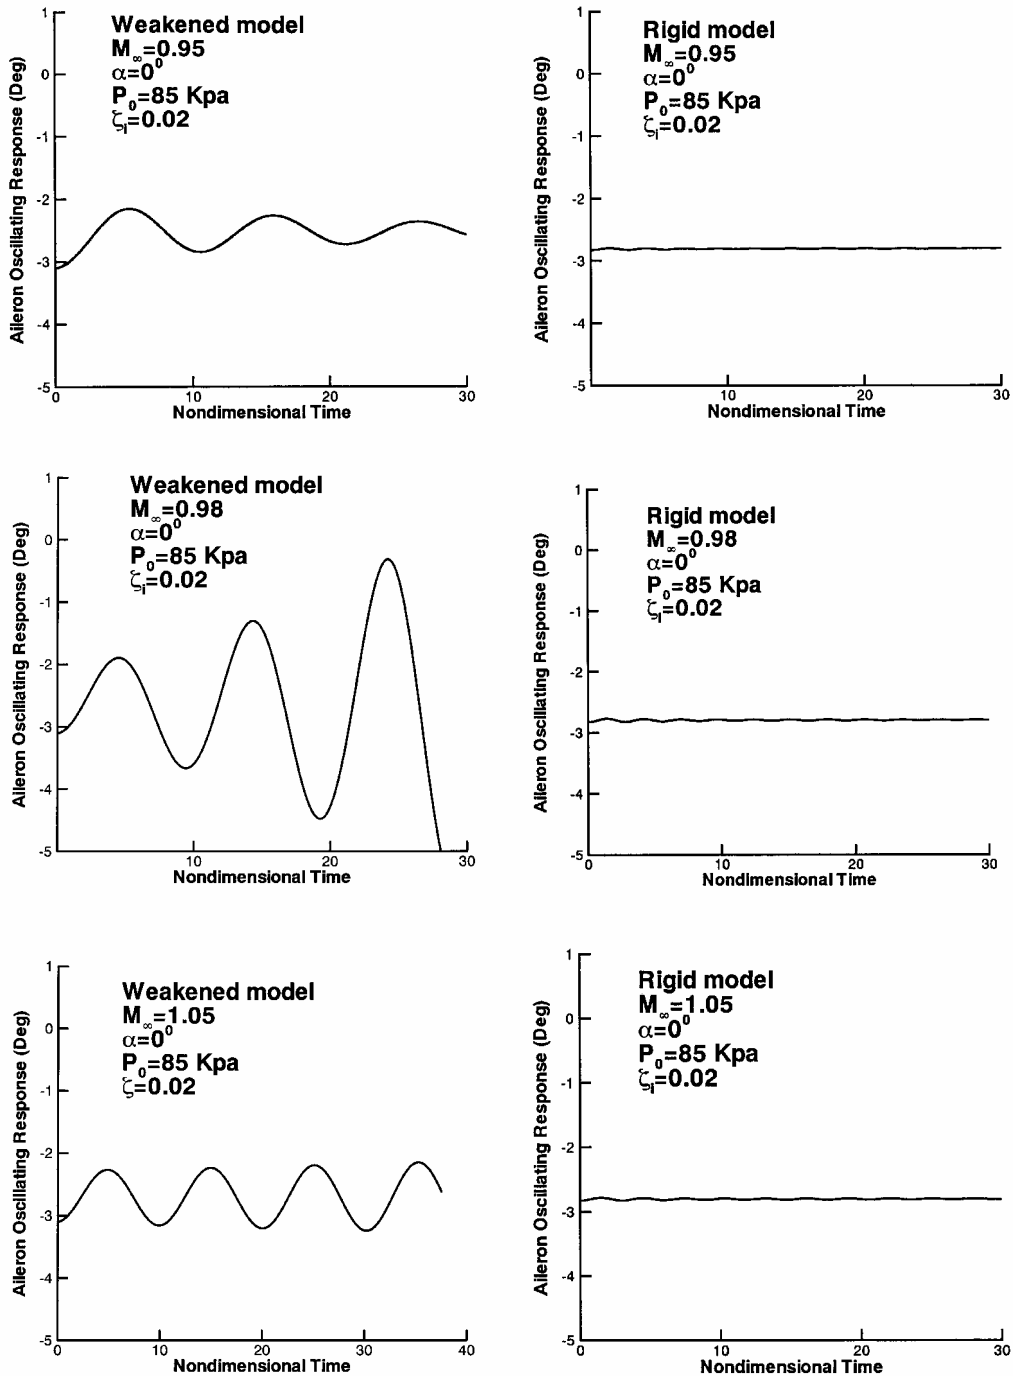 Weakened model
M∞=0.95
α=0⁰
P₀=85 Kpa
ζᵢ=0.02
Aileron Oscillating Response (Deg)
1
0
-1
-2
-3
-4
-5
0
10
20
30
Nondimensional Time
Rigid model
M∞=0.95
α=0⁰
P₀=85 Kpa
ζᵢ=0.02
Aileron Oscillating Response (Deg)
1
0
-1
-2
-3
-4
-5
10
20
30
Nondimensional Time
Weakened model
M∞=0.98
α=0⁰
P₀=85 Kpa
ζᵢ=0.02
Aileron Oscillating Response (Deg)
1
0
-1
-2
-3
-4
-5
10
20
30
Nondimensional Time
Rigid model
M∞=0.98
α=0⁰
P₀=85 Kpa
ζᵢ=0.02
Aileron Oscillating Response (Deg)
1
0
-1
-2
-3
-4
-5
0
10
20
30
Nondimensional Time
Weakened model
M∞=1.05
α=0⁰
P₀=85 Kpa
ζ=0.02
Aileron Oscillating Response (Deg)
1
0
-1
-2
-3
-4
-5
0
10
20
30
40
Nondimensional Time
Rigid model
M∞=1.05
α=0⁰
P₀=85 Kpa
ζᵢ=0.02
Aileron Oscillating Response (Deg)
1
0
-1
-2
-3
-4
-5
0
10
20
30
Nondimensional Time